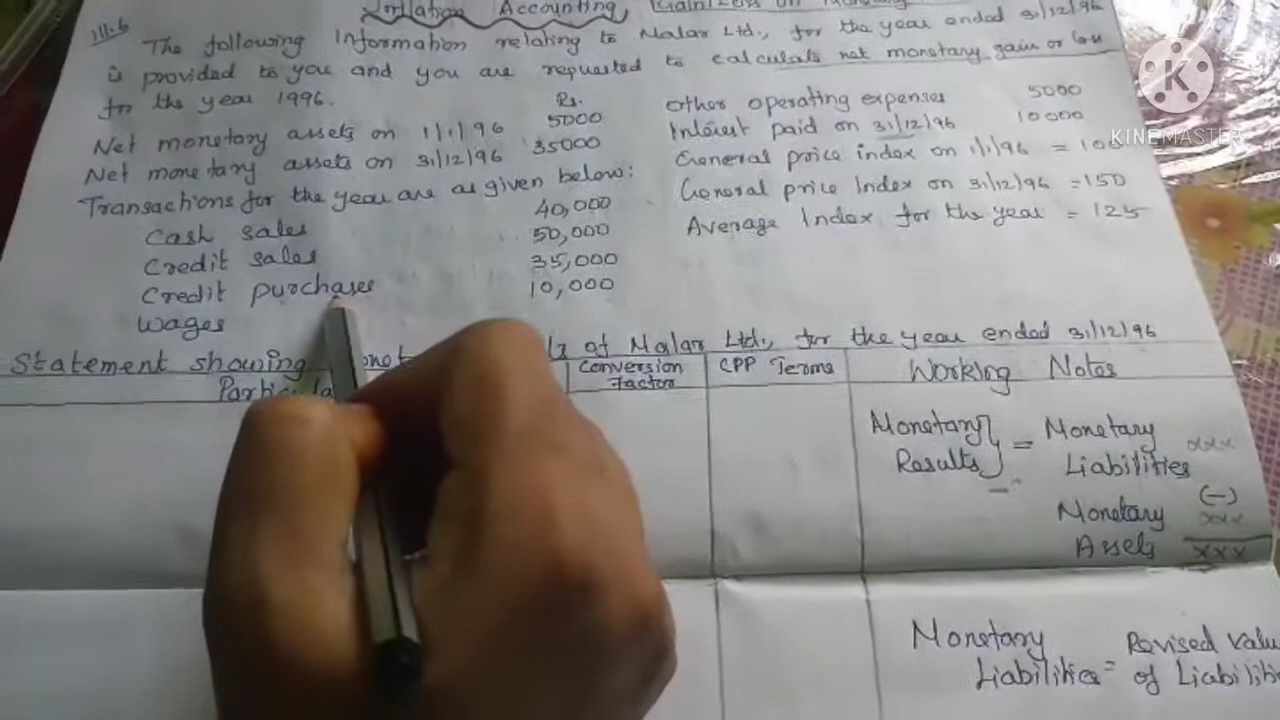 Inflation Accounting,
Ill.6
The following Information relating to Malar Ltd., for the year ended 31/12/96
is provided to you and you are requested to calculate net monetary gain or loss
for the year 1996.
Rs.
Net monetary assets on 1/1/96 5000
Net monetary assets on 31/12/96 35000
Transactions for the year are as given below:
Cash sales 40,000
Credit sales 50,000
Credit purchases 35,000
Wages 10,000
Other operating expenses 5000
Interest paid on 31/12/96 10000
General price index on 1/1/96 = 100
General price Index on 31/12/96 = 150
Average Index for the year = 125
Statement showing of Malar Ltd., for the year ended 31/12/96
Conversion Factor
CPP Terms
Working Notes
Monetary Results } = Monetary Liabilities xxx
(-)
Monetary Assets xxx
xxx
Monetary Liabilities = Revised
of
KINEMASTER